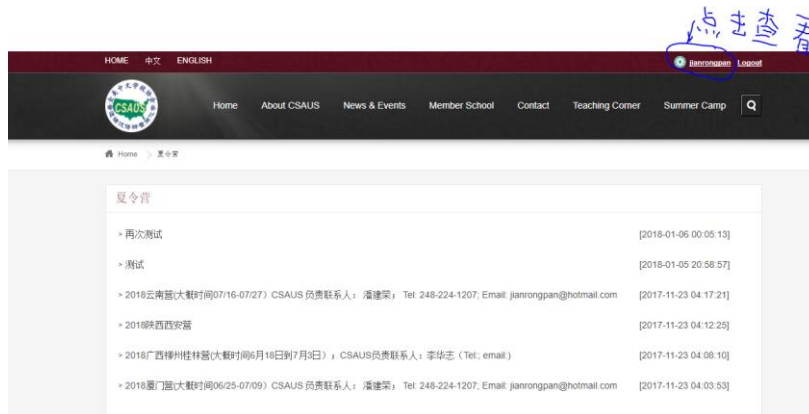 点击查看
HOME 中文 ENGLISH jianrongpan Logout
CSAUS Home About CSAUS News & Events Member School Contact Teaching Corner Summer Camp
Home > 夏令营
夏令营
> 再次测试 [2018-01-06 00:05:13]
> 测试 [2018-01-05 20:58:57]
> 2018云南营(大概时间07/16-07/27）CSAUS 负责联系人： 潘建荣； Tel: 248-224-1207; Email: jianrongpan@hotmail.com [2017-11-23 04:17:21]
> 2018陕西西安营 [2017-11-23 04:12:25]
> 2018广西柳州桂林营(大概时间6月18日到7月3日）；CSAUS负责联系人：李华志（Tel:; email:) [2017-11-23 04:08:10]
> 2018厦门营(大概时间06/25-07/09）CSAUS 负责联系人： 潘建荣； Tel: 248-224-1207; Email: jianrongpan@hotmail.com [2017-11-23 04:03:53]